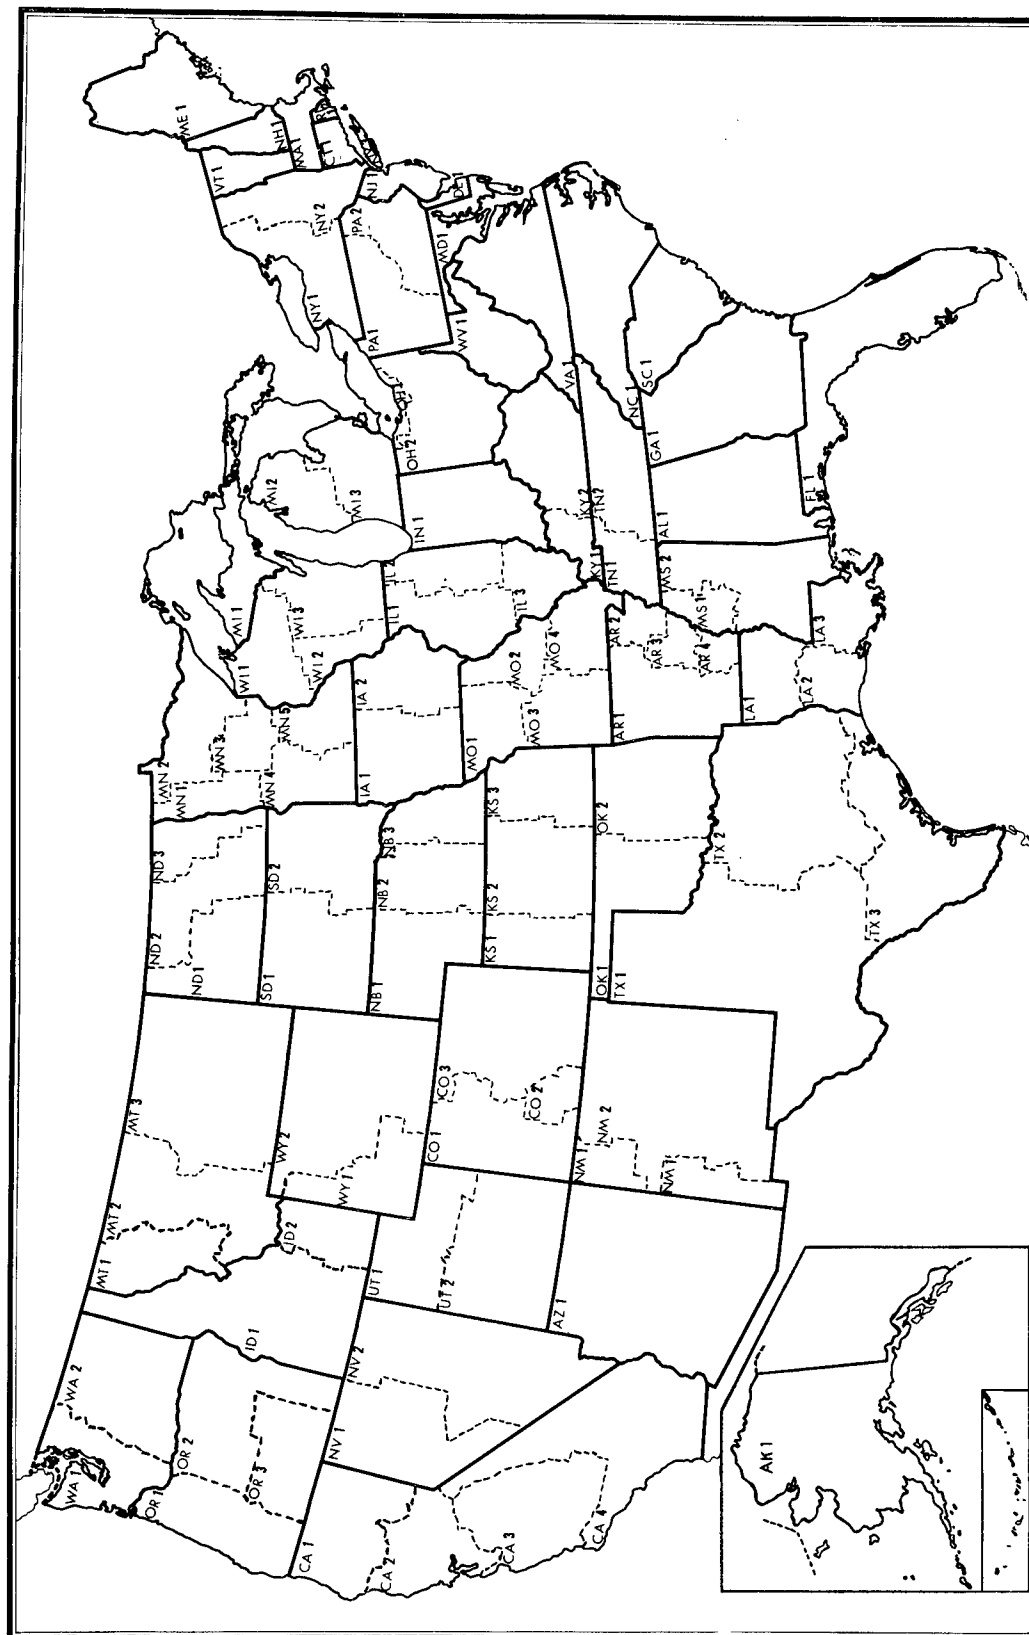 WA 1
WA 2
OR 1
OR 2
OR 3
CA 1
CA 2
CA 3
CA 4
NV 1
NV 2
ID 1
ID 2
MT 1
MT 2
MT 3
WY 1
WY 2
UT 1
UT 2
AZ 1
CO 1
CO 2
CO 3
NM 1
NM 2
NM 1
ND 1
ND 2
ND 3
SD 1
SD 2
NB 1
NB 2
NB 3
KS 1
KS 2
KS 3
OK 1
OK 2
TX 1
TX 2
TX 3
MN 1
MN 2
MN 3
MN 4
MN 5
IA 1
IA 2
MO 1
MO 2
MO 3
MO 4
AR 1
AR 2
AR 3
AR 4
LA 1
LA 2
LA 3
WI 1
WI 2
WI 3
MI 1
MI 2
MI 3
IL 1
IL 3
IN 1
OH 2
KY 1
KY 2
TN 1
TN 2
MS 1
MS 2
AL 1
GA 1
FL 1
SC 1
NC 1
VA 1
WV 1
MD 1
DE 1
PA 1
PA 2
NJ 1
NY 1
NY 2
CT 1
MA 1
VT 1
NH 1
ME 1
AK 1